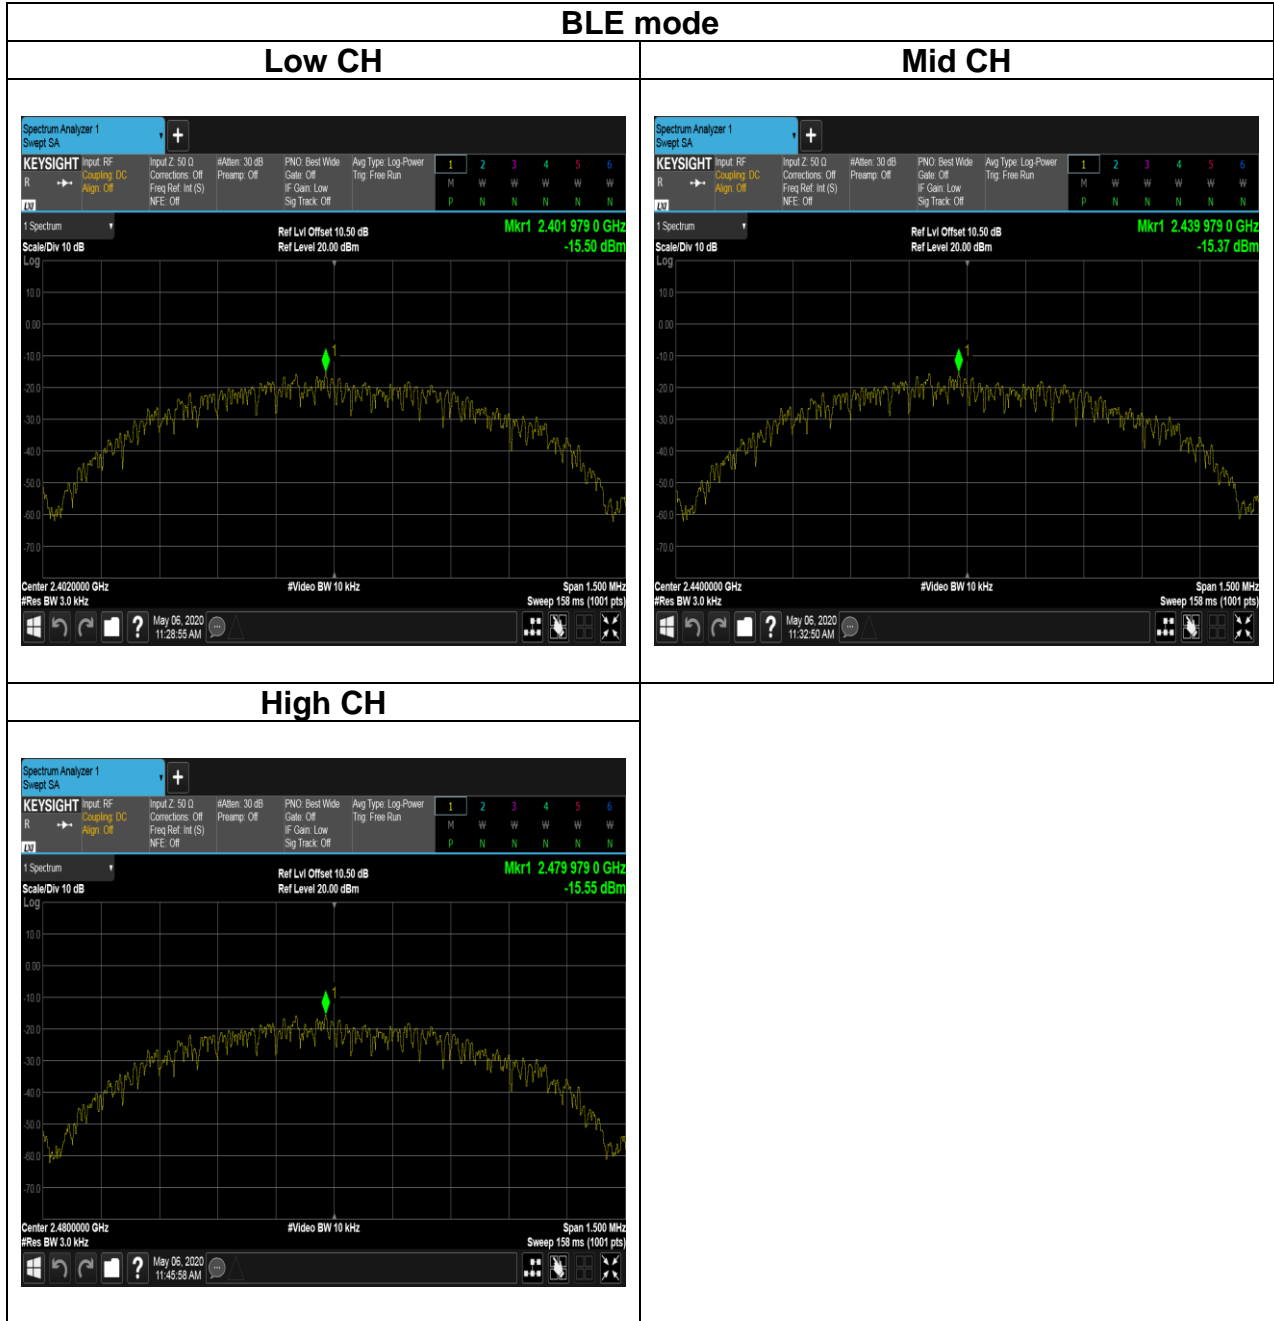 BLE mode
Low CH
Mid CH
Spectrum Analyzer 1
Swept SA
+
KEYSIGHT Input: RF Input Z: 50 Ω #Atten: 30 dB PNO: Best Wide Avg Type: Log-Power 1 2 3 4 5 6
R Coupling: DC Corrections: Off Preamp: Off Gate: Off Trig: Free Run M W W W W W
Align: Off Freq Ref: Int (S) IF Gain: Low
LXI NFE: Off Sig Track: Off P N N N N N
1 Spectrum Ref Lvl Offset 10.50 dB Mkr1 2.401 979 0 GHz
Scale/Div 10 dB Ref Level 20.00 dBm -15.50 dBm
Log
10.0
0.00
1
-10.0
-20.0
-30.0
-40.0
-50.0
-60.0
-70.0
Center 2.4020000 GHz #Video BW 10 kHz Span 1.500 MHz
#Res BW 3.0 kHz Sweep 158 ms (1001 pts)
? May 06, 2020
11:28:55 AM
Spectrum Analyzer 1
Swept SA
+
KEYSIGHT Input: RF Input Z: 50 Ω #Atten: 30 dB PNO: Best Wide Avg Type: Log-Power 1 2 3 4 5 6
R Coupling: DC Corrections: Off Preamp: Off Gate: Off Trig: Free Run M W W W W W
Align: Off Freq Ref: Int (S) IF Gain: Low
LXI NFE: Off Sig Track: Off P N N N N N
1 Spectrum Ref Lvl Offset 10.50 dB Mkr1 2.439 979 0 GHz
Scale/Div 10 dB Ref Level 20.00 dBm -15.37 dBm
Log
10.0
0.00
1
-10.0
-20.0
-30.0
-40.0
-50.0
-60.0
-70.0
Center 2.4400000 GHz #Video BW 10 kHz Span 1.500 MHz
#Res BW 3.0 kHz Sweep 158 ms (1001 pts)
? May 06, 2020
11:32:50 AM
High CH
Spectrum Analyzer 1
Swept SA
+
KEYSIGHT Input: RF Input Z: 50 Ω #Atten: 30 dB PNO: Best Wide Avg Type: Log-Power 1 2 3 4 5 6
R Coupling: DC Corrections: Off Preamp: Off Gate: Off Trig: Free Run M W W W W W
Align: Off Freq Ref: Int (S) IF Gain: Low
LXI NFE: Off Sig Track: Off P N N N N N
1 Spectrum Ref Lvl Offset 10.50 dB Mkr1 2.479 979 0 GHz
Scale/Div 10 dB Ref Level 20.00 dBm -15.55 dBm
Log
10.0
0.00
1
-10.0
-20.0
-30.0
-40.0
-50.0
-60.0
-70.0
Center 2.4800000 GHz #Video BW 10 kHz Span 1.500 MHz
#Res BW 3.0 kHz Sweep 158 ms (1001 pts)
? May 06, 2020
11:45:58 AM